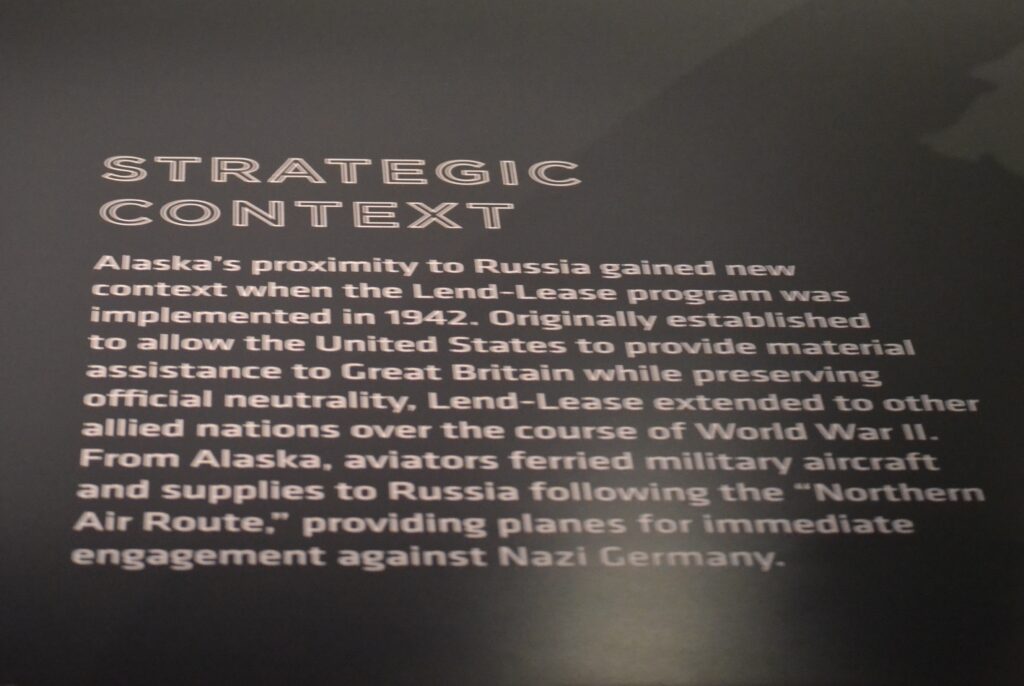 STRATEGIC
CONTEXT
Alaska's proximity to Russia gained new
context when the Lend-Lease program was
implemented in 1942. Originally established
to allow the United States to provide material
assistance to Great Britain while preserving
official neutrality, Lend-Lease extended to other
allied nations over the course of World War II.
From Alaska, aviators ferried military aircraft
and supplies to Russia following the “Northern
Air Route,” providing planes for immediate
engagement against Nazi Germany.